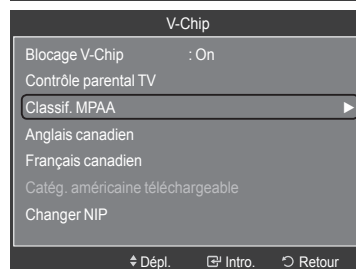 V-Chip
Blocage V-Chip : On
Contrôle parental TV
Classif. MPAA
Anglais canadien
Français canadien
Catég. américaine téléchargeable
Changer NIP
Dépl. Intro. Retour